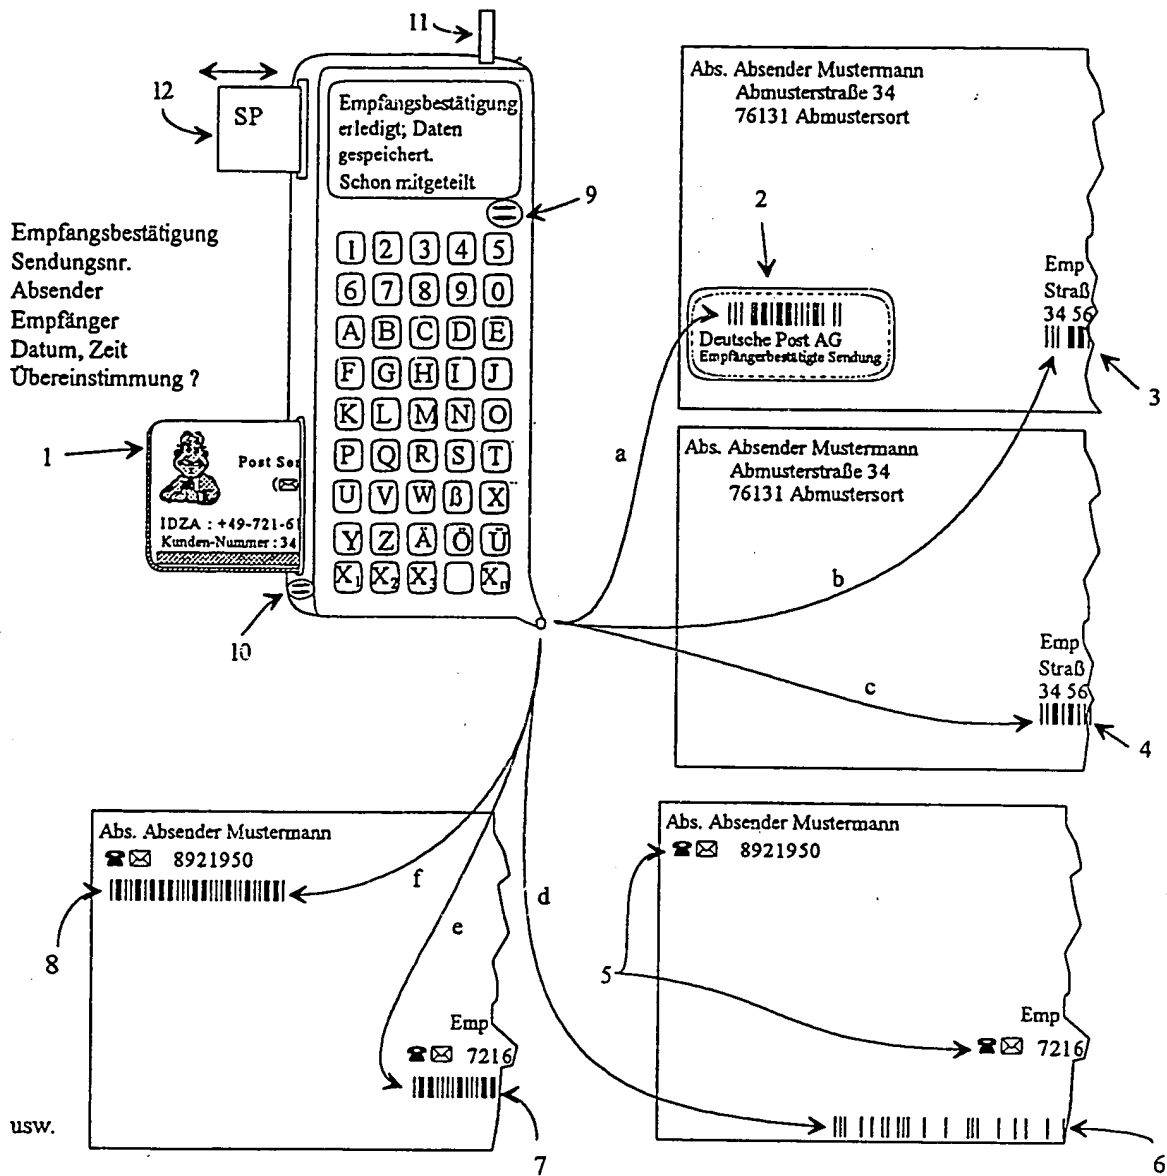 11
12
SP
Empfangsbestätigung
erledigt; Daten
gespeichert.
Schon mitgeteilt
9
Empfangsbestätigung
Sendungsnr.
Absender
Empfänger
Datum, Zeit
Übereinstimmung ?
1 2 3 4 5
6 7 8 9 0
A B C D E
F G H I J
K L M N O
P Q R S T
U V W ß X
Y Z Ä Ö Ü
X1 X2 X3 Xn
1
Post Ser
IDZA : +49-721-61
Kunden-Nummer : 34
10
Abs. Absender Mustermann
Abmusterstraße 34
76131 Abmustersort
2
Emp
Straß
34 56
Deutsche Post AG
Empfängerbestätigte Sendung
3
a
b
c
Abs. Absender Mustermann
Abmusterstraße 34
76131 Abmustersort
Emp
Straß
34 56
4
Abs. Absender Mustermann
☎✉ 8921950
8
f
e
d
Emp
☎✉ 7216
7
usw.
Abs. Absender Mustermann
☎✉ 8921950
5
Emp
☎✉ 7216
6